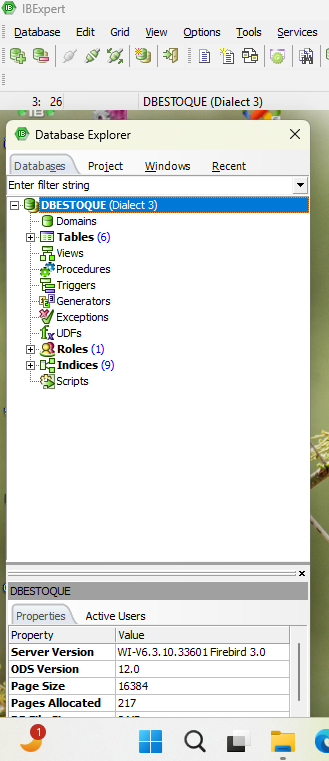 IBExpert
Database Edit Grid View Options Tools Services
3: 26 DBESTOQUE (Dialect 3)
IB
Database Explorer
Databases Project Windows Recent
Enter filter string
DBESTOQUE (Dialect 3)
Domains
Tables (6)
Views
Procedures
Triggers
Generators
Exceptions
UDFs
Roles (1)
Indices (9)
Scripts
DBESTOQUE
Properties Active Users
Property Value
Server Version WI-V6.3.10.33601 Firebird 3.0
ODS Version 12.0
Page Size 16384
Pages Allocated 217
1